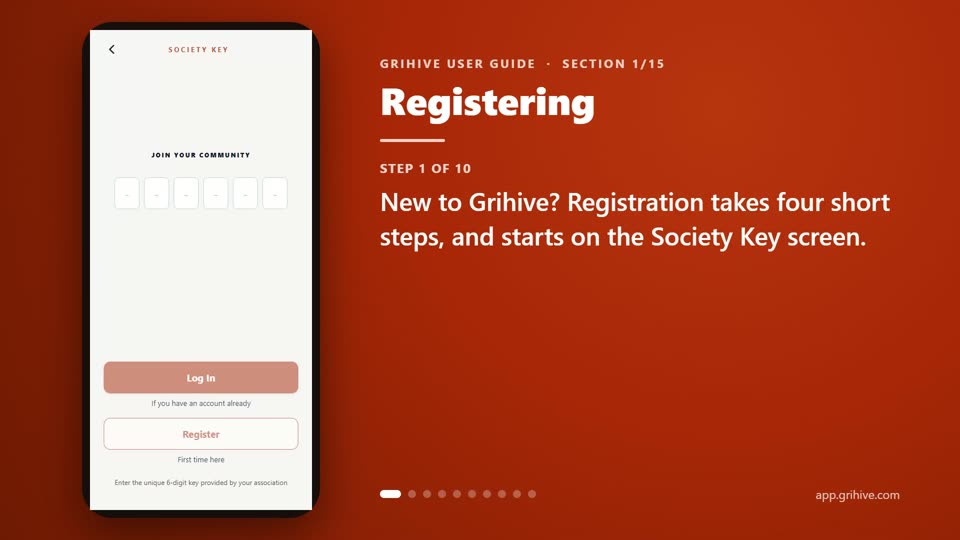 SOCIETY KEY
JOIN YOUR COMMUNITY
Log In
If you have an account already
Register
First time here
Enter the unique 6-digit key provided by your association
GRIHIVE USER GUIDE · SECTION 1/15
Registering
STEP 1 OF 10
New to Grihive? Registration takes four short
steps, and starts on the Society Key screen.
app.grihive.com